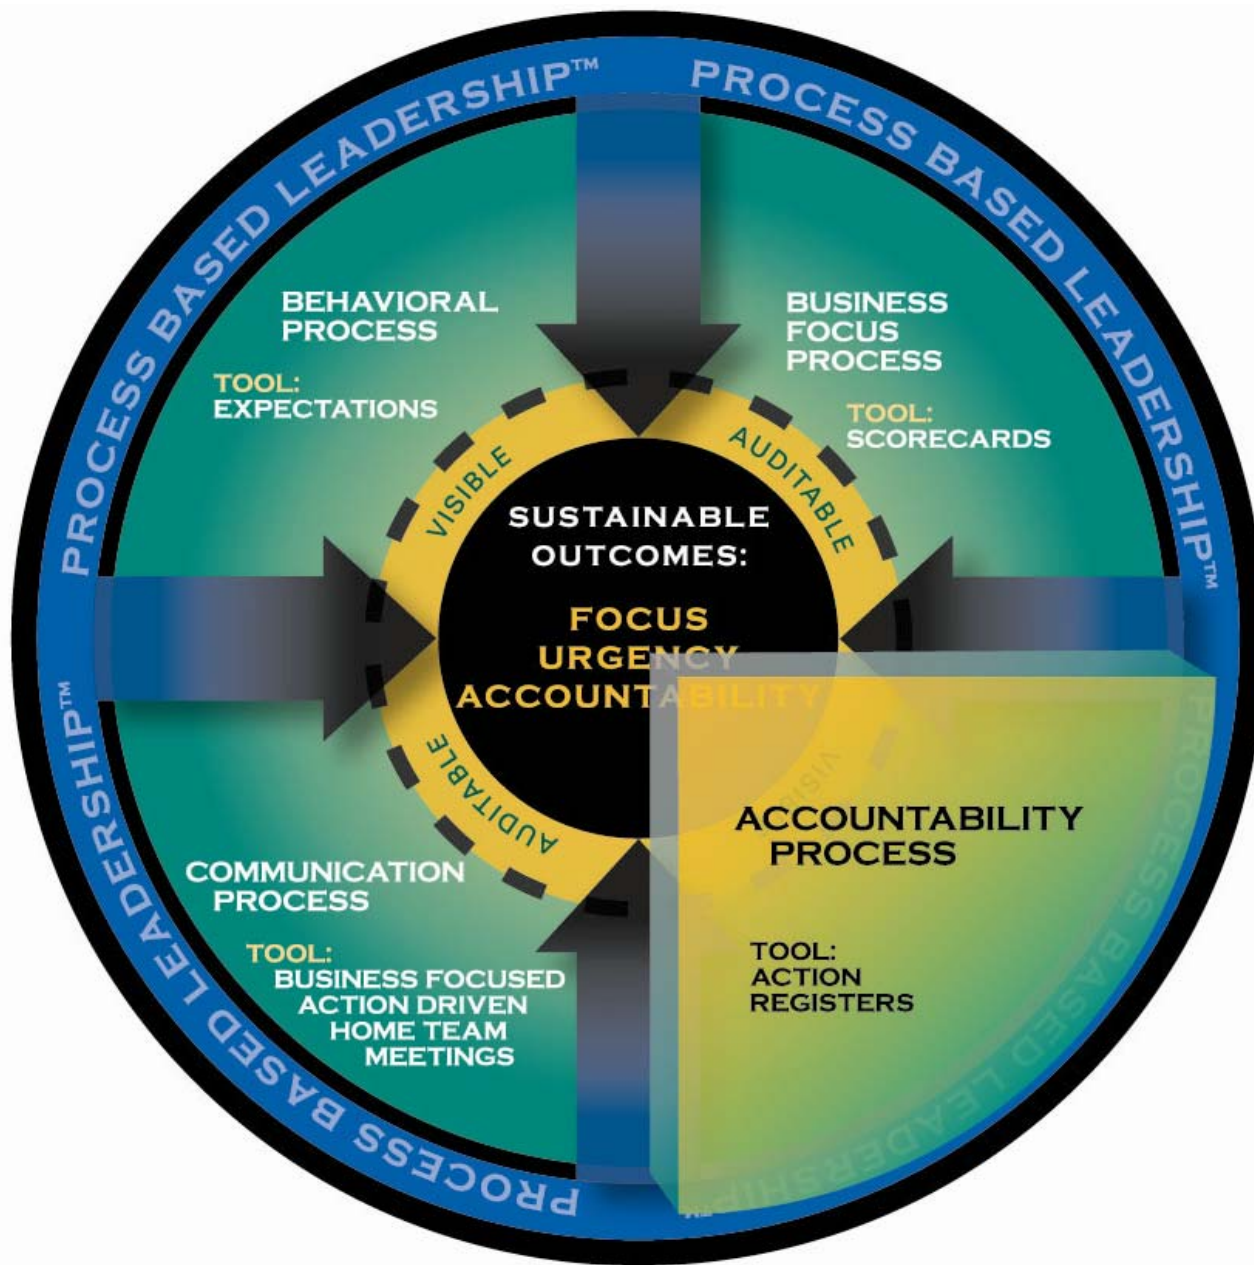 PROCESS BASED LEADERSHIP™
PROCESS BASED LEADERSHIP™
BEHAVIORAL
PROCESS
TOOL:
EXPECTATIONS
BUSINESS
FOCUS
PROCESS
TOOL:
SCORECARDS
VISIBLE
AUDITABLE
SUSTAINABLE
OUTCOMES:
FOCUS
URGENCY
ACCOUNTABILITY
AUDITABLE
COMMUNICATION
PROCESS
TOOL:
BUSINESS FOCUSED
ACTION DRIVEN
HOME TEAM
MEETINGS
ACCOUNTABILITY
PROCESS
TOOL:
ACTION
REGISTERS
PROCESS BASED LEADERSHIP™
PROCESS BASED LEADERSHIP™